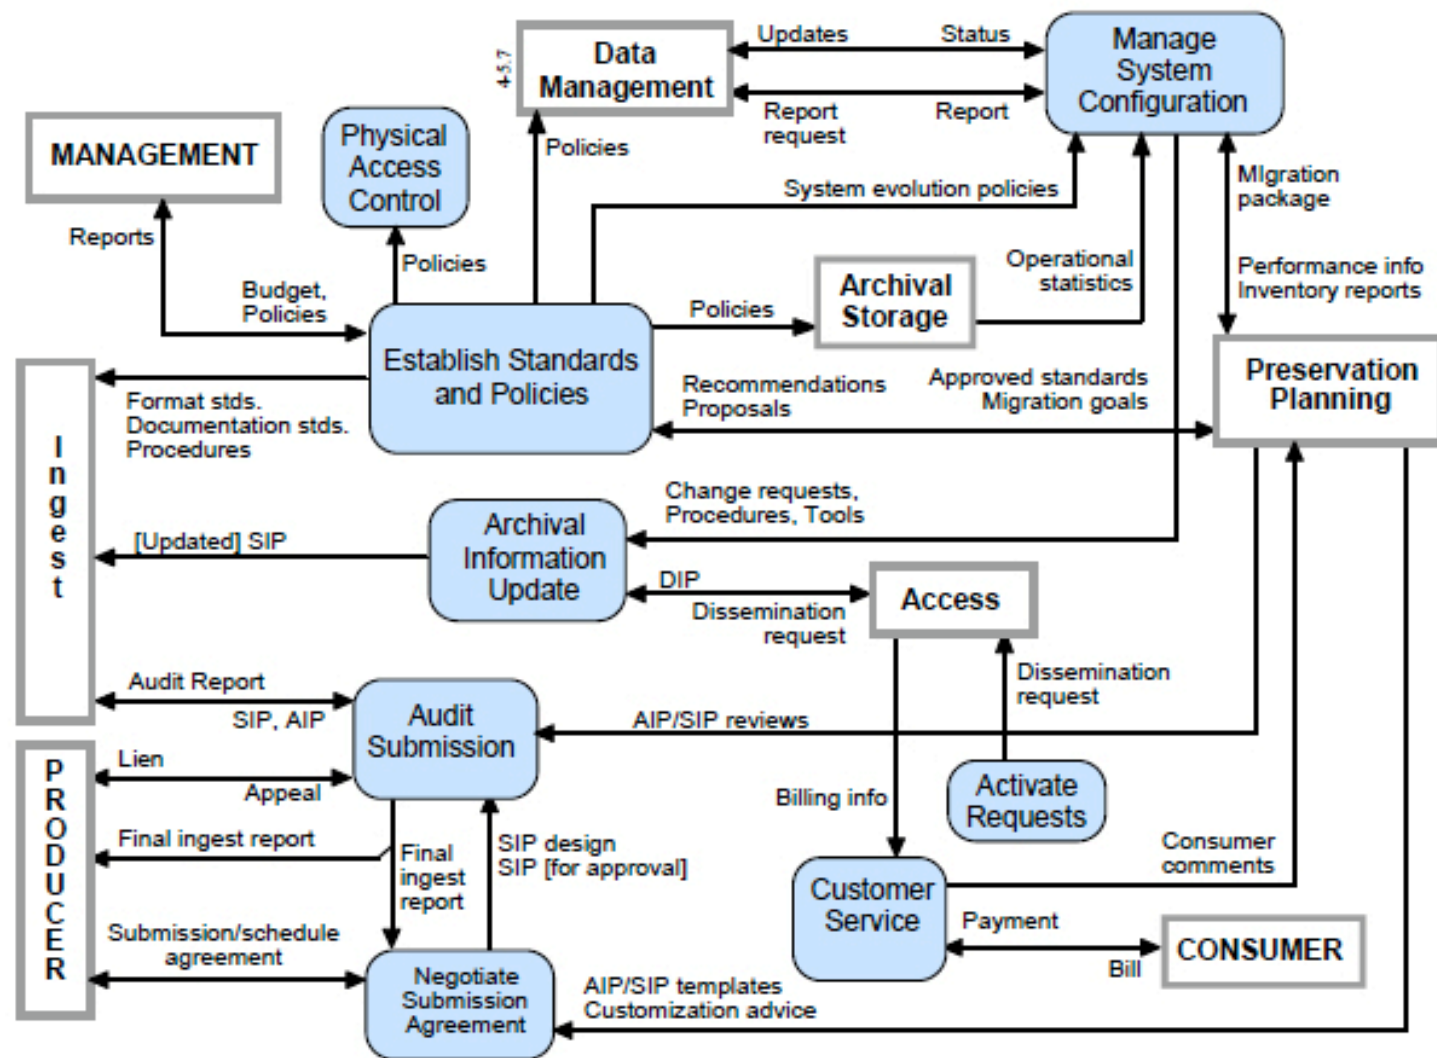 Updates
Status
Data
Management
4-5.7
Manage
System
Configuration
Report
request
Report
MANAGEMENT
Physical
Access
Control
Policies
System evolution policies
MIgration
package
Reports
Policies
Operational
statistics
Performance info
Inventory reports
Budget,
Policies
Archival
Storage
Policies
Establish Standards
and Policies
Recommendations
Proposals
Approved standards
Migration goals
Preservation
Planning
Format stds.
Documentation stds.
Procedures
Ingest
Change requests,
Procedures, Tools
Archival
Information
Update
[Updated] SIP
DIP
Dissemination
request
Access
Dissemination
request
Audit Report
SIP, AIP
Audit
Submission
AIP/SIP reviews
PRODUCER
Lien
Appeal
Activate
Requests
Billing info
Final ingest report
Final
ingest
report
SIP design
SIP [for approval]
Consumer
comments
Customer
Service
Payment
Bill
CONSUMER
Submission/schedule
agreement
Negotiate
Submission
Agreement
AIP/SIP templates
Customization advice